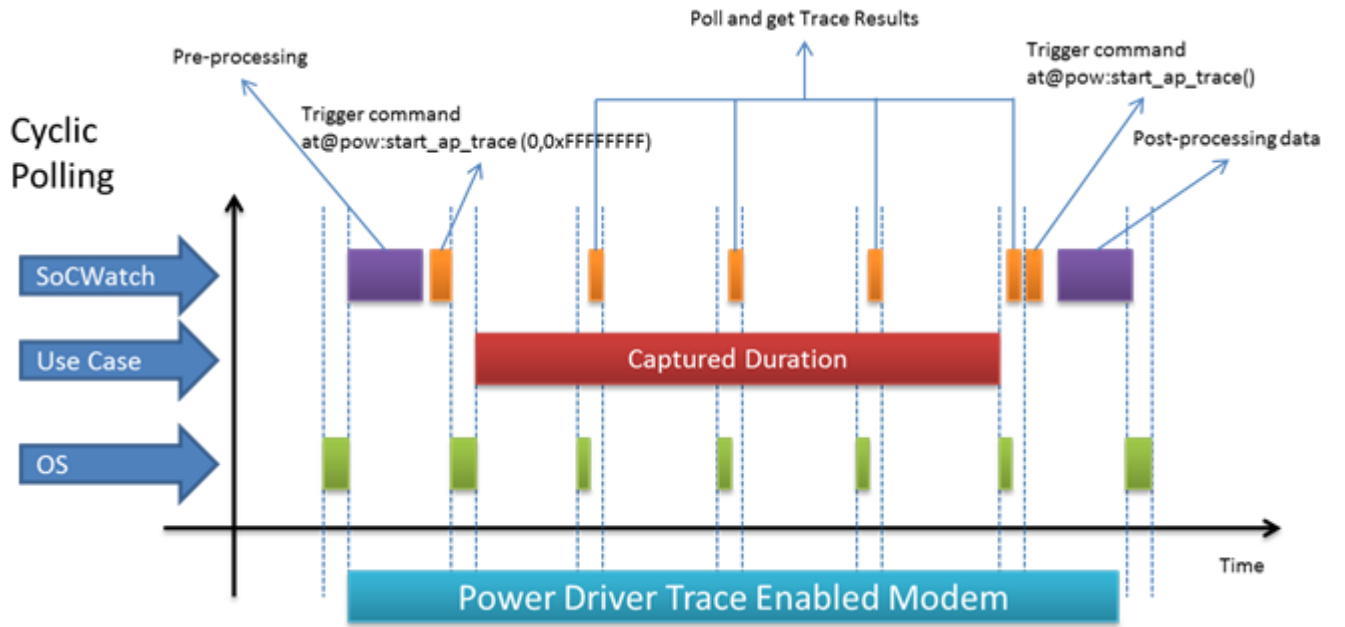 Poll and get Trace Results
Pre-processing
Trigger command
at@pow:start_ap_trace()
Trigger command
at@pow:start_ap_trace (0,0xFFFFFFFF)
Post-processing data
Cyclic
Polling
SoCWatch
Use Case
Captured Duration
OS
Time
Power Driver Trace Enabled Modem